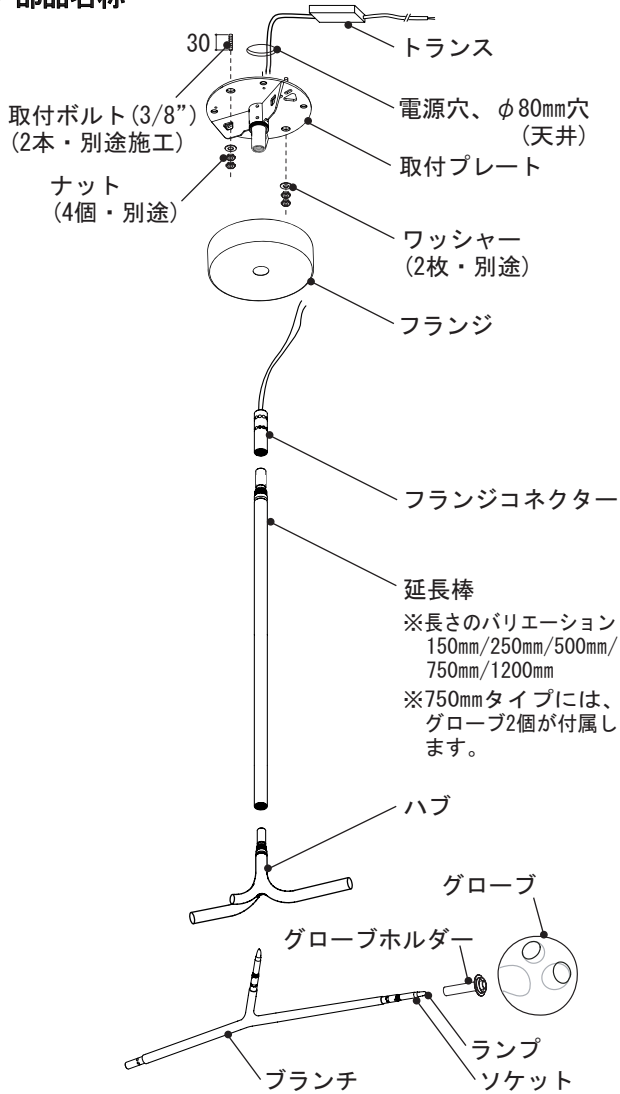 部品名称
30
トランス
取付ボルト(3/8”)
(2本・別途施工)
電源穴、φ80mm穴
(天井)
取付プレート
ナット
(4個・別途)
ワッシャー
(2枚・別途)
フランジ
フランジコネクター
延長棒
※長さのバリエーション
150mm/250mm/500mm/
750mm/1200mm
※750mmタイプには、
グローブ2個が付属し
ます。
ハブ
グローブ
グローブホルダー
ランプ
ソケット
ブランチ